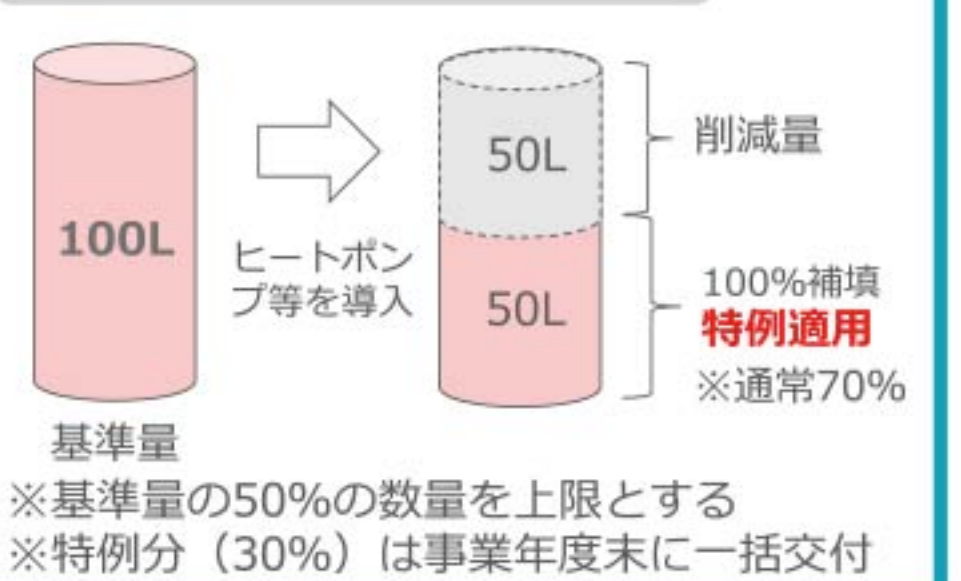 100L
基準量
ヒートポン
プ等を導入
50L
50L
削減量
100%補填
特例適用
※通常70%
※基準量の50%の数量を上限とする
※特例分（30%）は事業年度末に一括交付